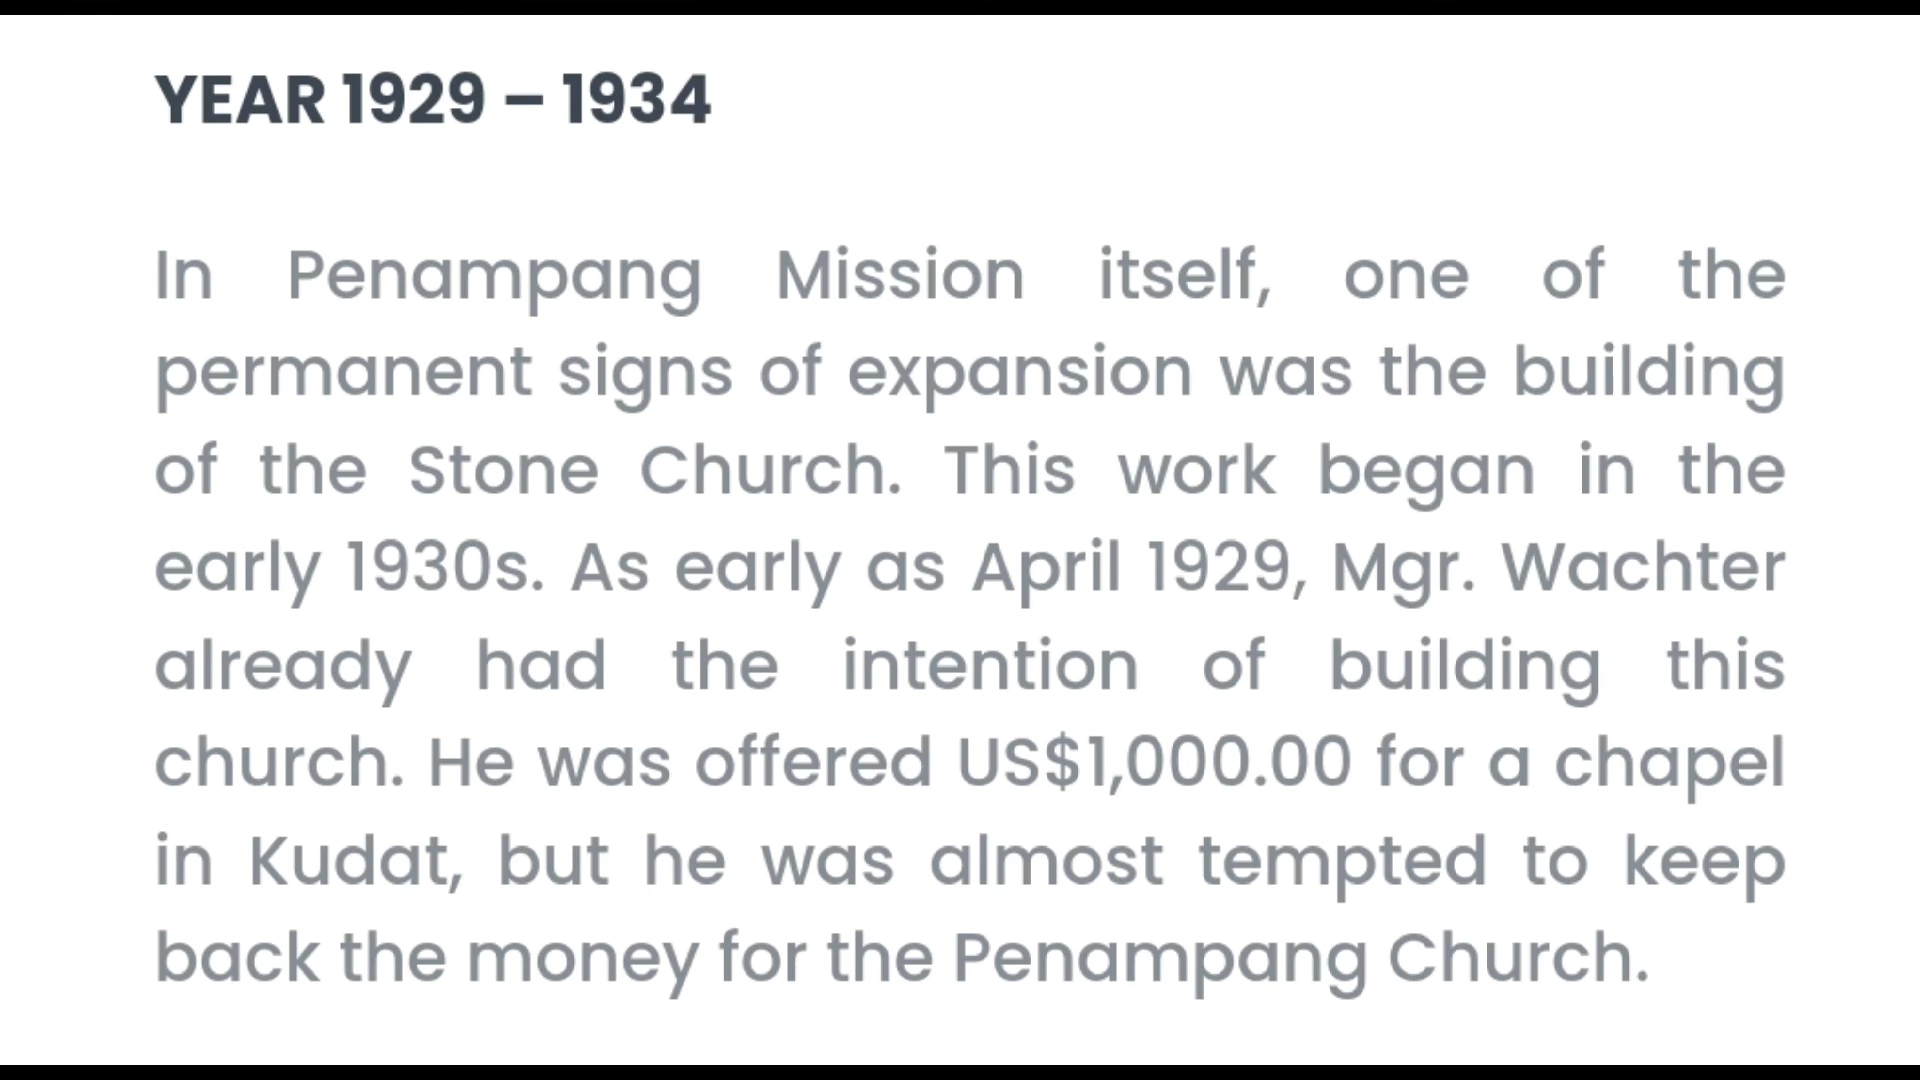 YEAR 1929 – 1934
In Penampang Mission itself, one of the
permanent signs of expansion was the building
of the Stone Church. This work began in the
early 1930s. As early as April 1929, Mgr. Wachter
already had the intention of building this
church. He was offered US$1,000.00 for a chapel
in Kudat, but he was almost tempted to keep
back the money for the Penampang Church.